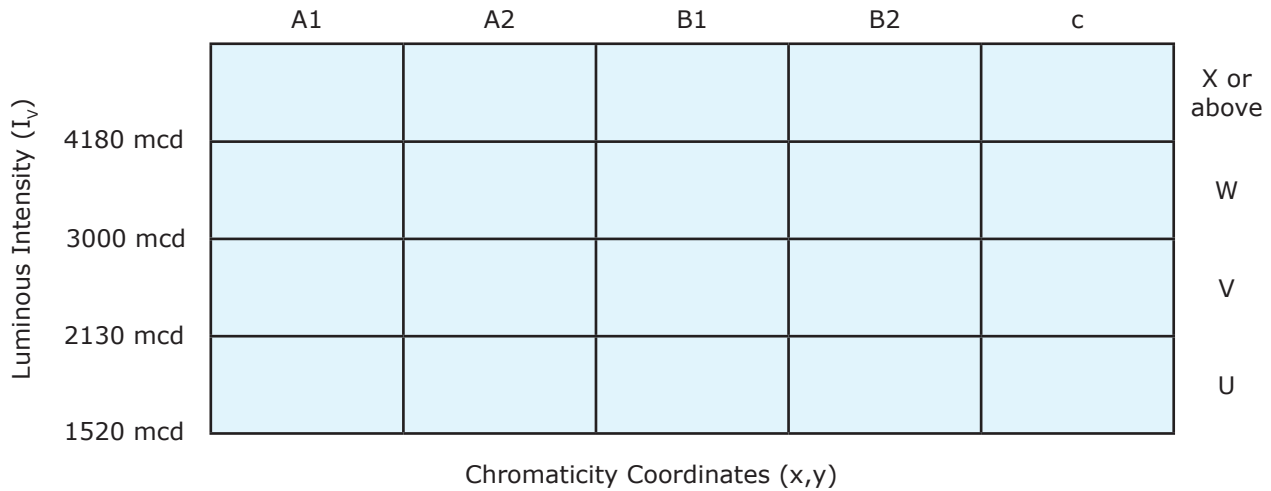 A1 A2 B1 B2 c
X or
above
4180 mcd
W
3000 mcd
V
2130 mcd
U
1520 mcd
Luminous Intensity (Iv)
Chromaticity Coordinates (x,y)